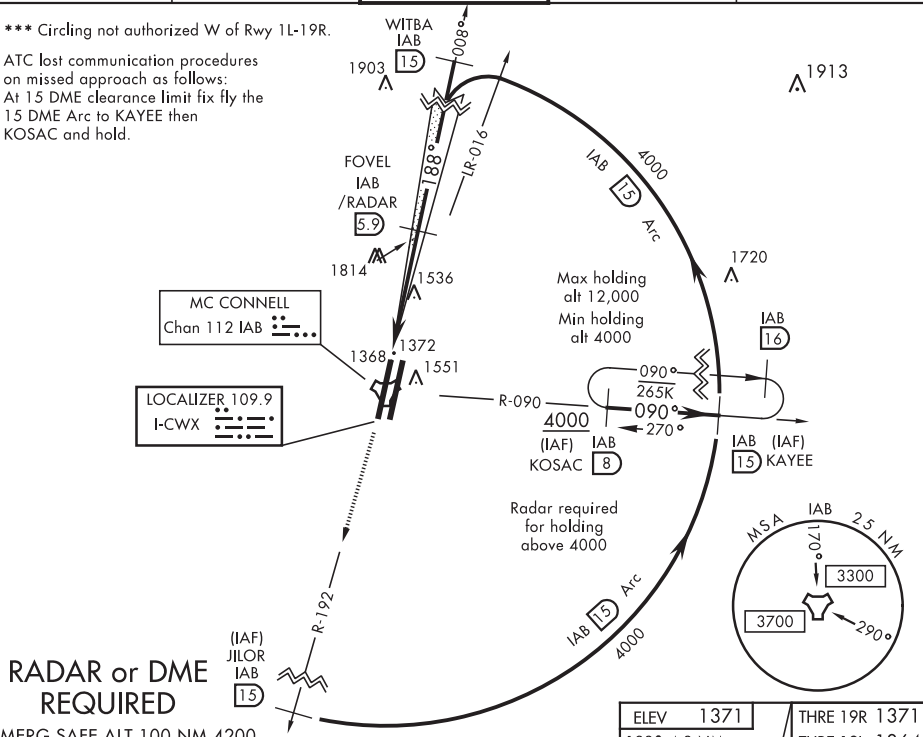 *** Circling not authorized W of Rwy 1L-19R.
ATC lost communication procedures
on missed approach as follows:
At 15 DME clearance limit fix fly the
15 DME Arc to KAYEE then
KOSAC and hold.
WITBA
IAB
15
008°
1903
1913
LR-016
188°
FOVEL
IAB
/RADAR
5.9
4000
IAB 15 Arc
1814
1536
1720
MC CONNELL
Chan 112 IAB
Max holding
alt 12,000
Min holding
alt 4000
IAB
16
1368
1372
1551
LOCALIZER 109.9
I-CWX
R-090
090°
265K
090°
270°
4000
(IAF)
KOSAC
IAB
8
IAB
15
(IAF)
KAYEE
Radar required
for holding
above 4000
MSA IAB 25 NM
170°
3300
3700
290°
R-192
IAB 15 Arc
4000
(IAF)
JILOR
IAB
15
RADAR or DME
REQUIRED
ELEV 1371
THRE 19R 1371